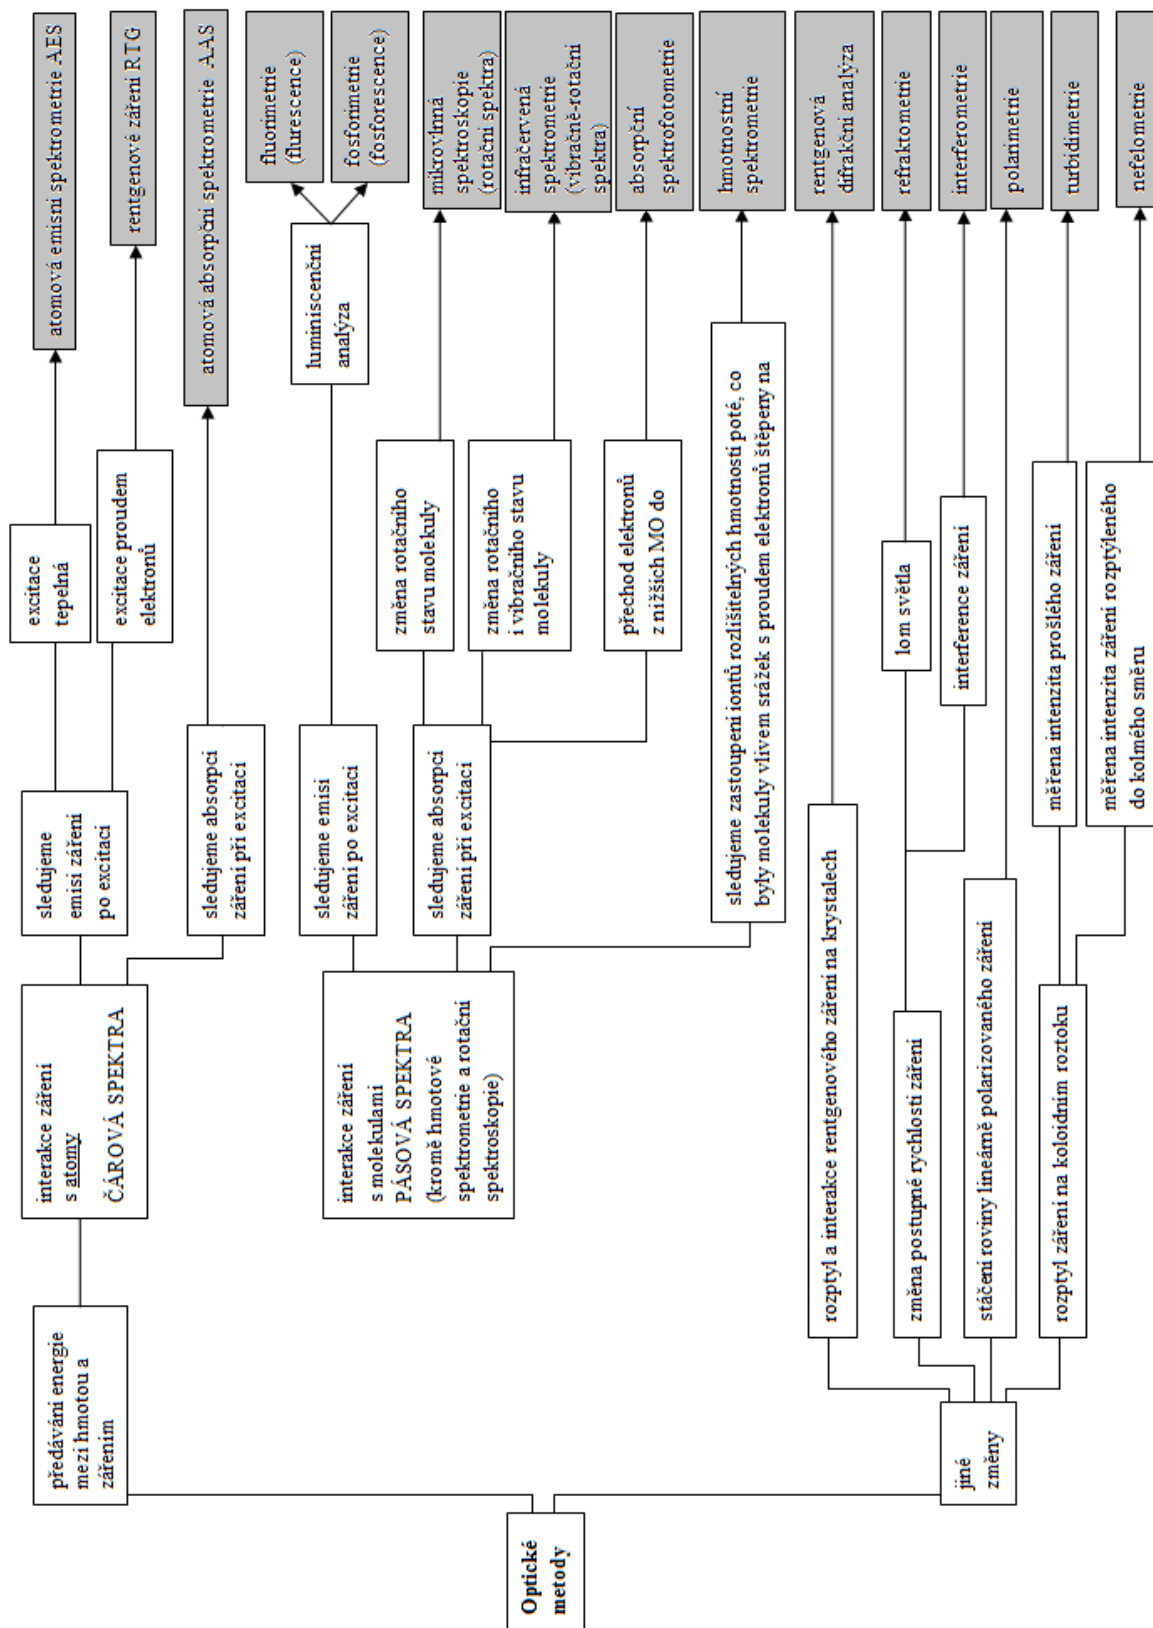 Optické
metody
předávání energie
mezi hmotou a
zářením
interakce záření
s atomy
ČÁROVÁ SPEKTRA
sledujeme
emisi záření
po excitaci
excitace
tepelná
atomová emisní spektrometrie AES
excitace proudem
elektronů
rentgenové záření RTG
sledujeme absorpci
záření při excitaci
atomová absorpční spektrometrie AAS
interakce záření
s molekulami
PÁSOVÁ SPEKTRA
(kromě hmotové
spektrometrie a rotační
spektroskopie)
sledujeme emisi
záření po excitaci
luminiscenční
analýza
fluorimetrie
(flurescence)
fosforimetrie
(fosforescence)
sledujeme absorpci
záření při excitaci
změna rotačního
stavu molekuly
mikrovlnná
spektroskopie
(rotační spektra)
změna rotačního
i vibračního stavu
molekuly
infračervená
spektrometrie
(vibračně-rotační
spektra)
přechod elektronů
z nižších MO do
absorpční
spektrofotometrie
sledujeme zastoupení iontů rozlišitelných hmotností poté, co
byly molekuly vlivem srážek s proudem elektronů štěpeny na
hmotnostní
spektrometrie
jiné
změny
rozptyl a interakce rentgenového záření na krystalech
rentgenová
difrakční analýza
změna postupné rychlosti záření
lom světla
refraktometrie
interference záření
interferometrie
stáčení roviny lineárně polarizovaného záření
polarimetrie
rozptyl záření na koloidním roztoku
měřena intenzita prošlého záření
turbidimetrie
měřena intenzita záření rozptýleného
do kolmého směru
nefelometrie